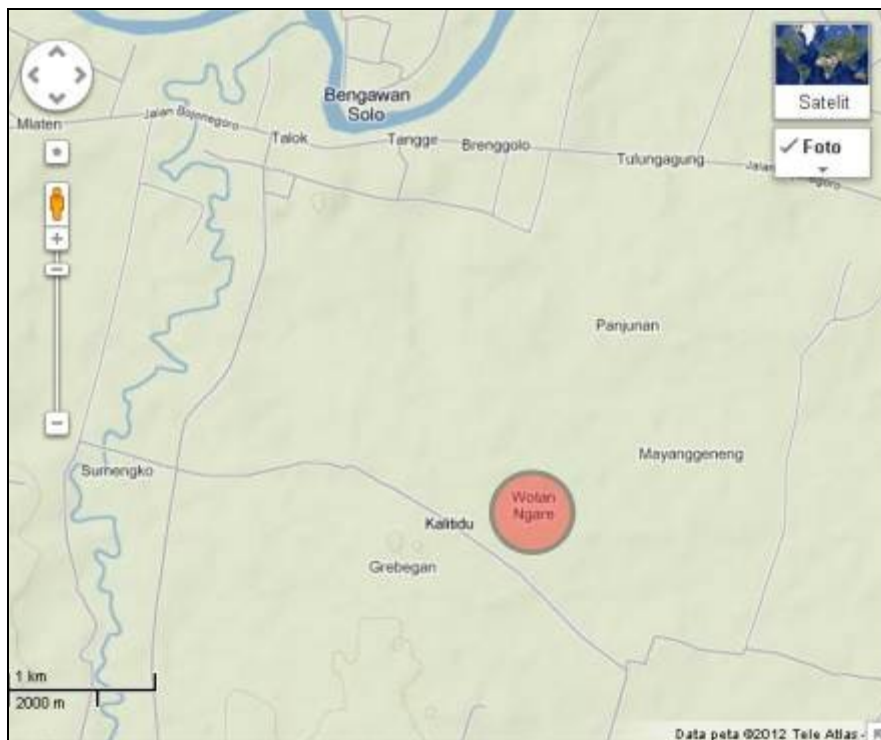 Bengawan
Solo
Satelit
Foto
Mlaten
Jalan Bojonegoro
Talok
Tangge
Brenggolo
Tulungagung
Panjunan
Mayanggeneng
Sumengko
Wotan
Ngare
Kalitidu
Grebegan
1 km
2000 m
Data peta ©2012 Tele Atlas -